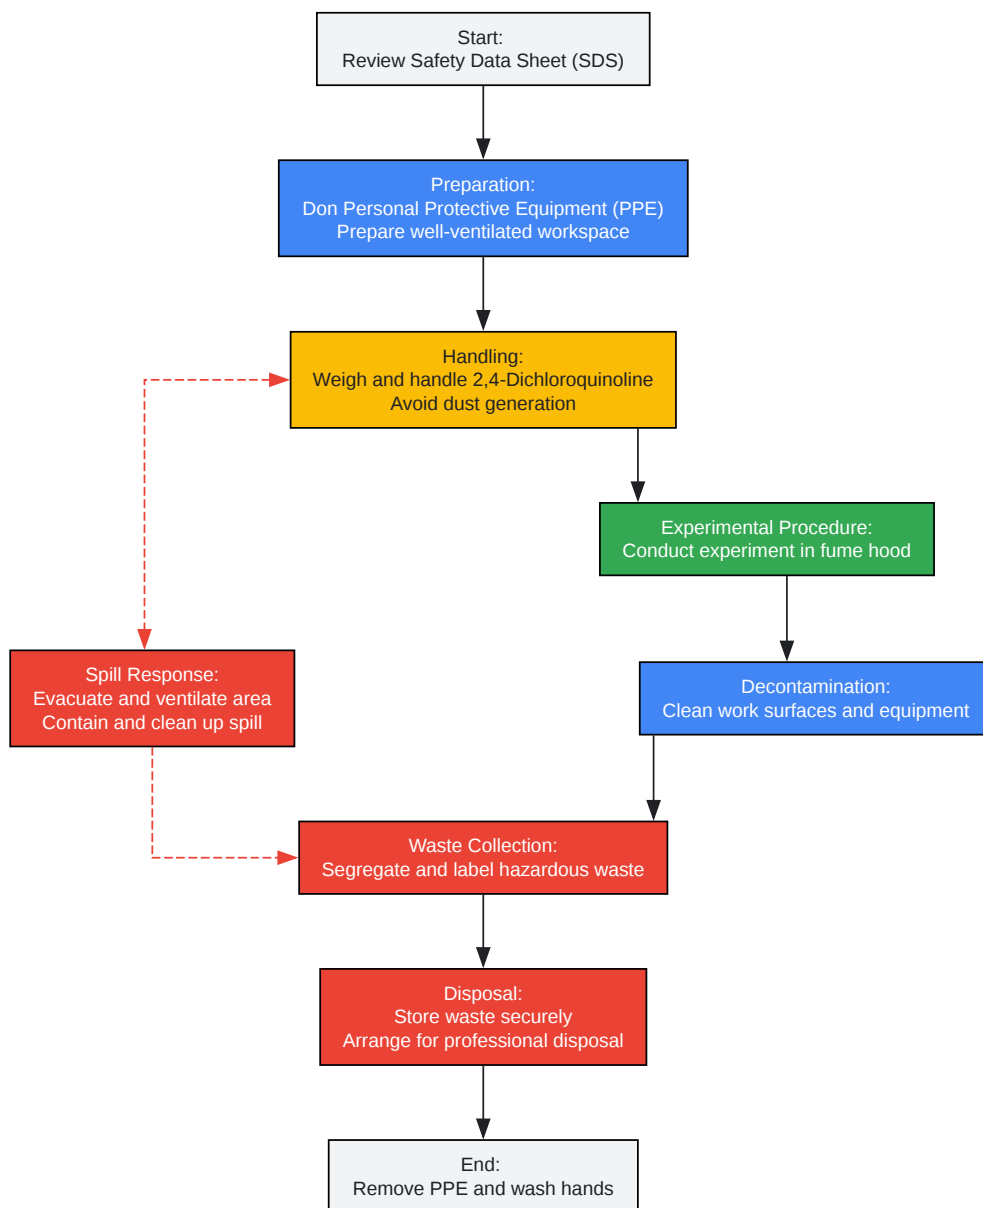 Start:
Review Safety Data Sheet (SDS)
Preparation:
Don Personal Protective Equipment (PPE)
Prepare well-ventilated workspace
Handling:
Weigh and handle 2,4-Dichloroquinoline
Avoid dust generation
Experimental Procedure:
Conduct experiment in fume hood
Spill Response:
Evacuate and ventilate area
Contain and clean up spill
Decontamination:
Clean work surfaces and equipment
Waste Collection:
Segregate and label hazardous waste
Disposal:
Store waste securely
Arrange for professional disposal
End:
Remove PPE and wash hands